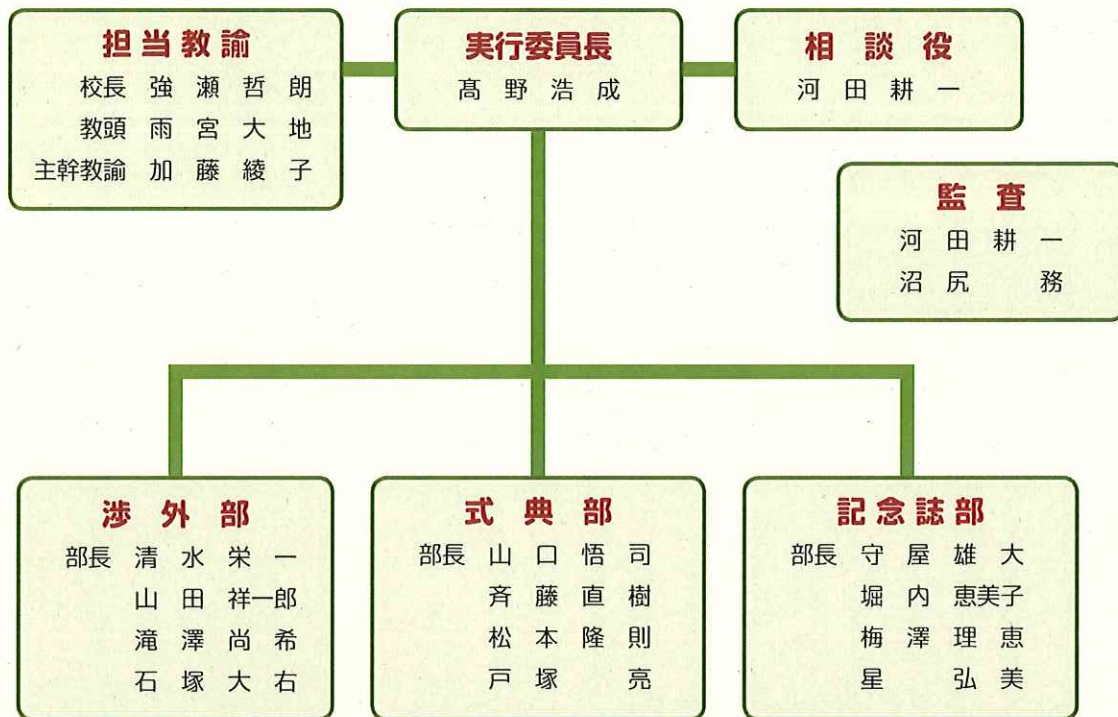 担当教諭
校長 強瀬哲朗
教頭 雨宮大地
主幹教諭 加藤綾子
実行委員長
髙野浩成
相談役
河田耕一
監査
河田耕一
沼尻務
渉外部
部長 清水栄一
山田祥一郎
滝澤尚希
石塚大右
式典部
部長 山口悟司
斉藤直樹
松本隆則
戸塚亮
記念誌部
部長 守屋雄大
堀内恵美子
梅澤理恵
星弘美